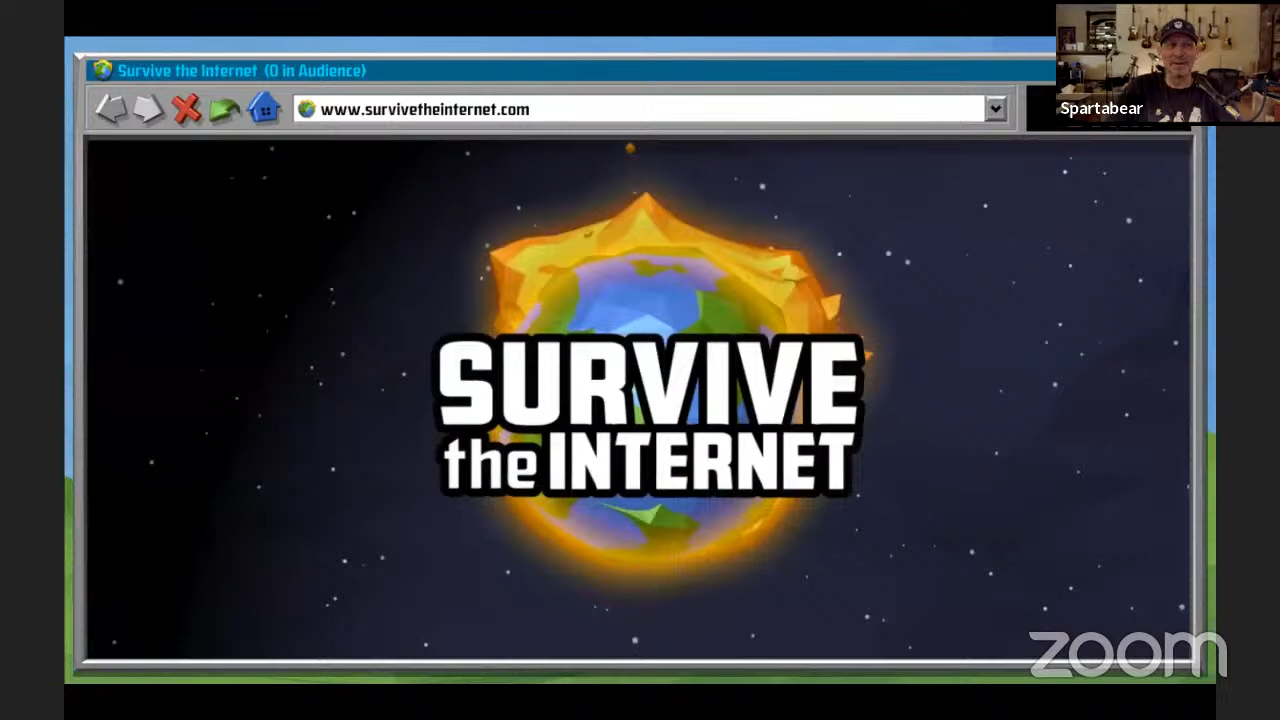 Survive the Internet (0 in Audience)
www.survivetheinternet.com
Spartabear
SURVIVE
the INTERNET
zoom